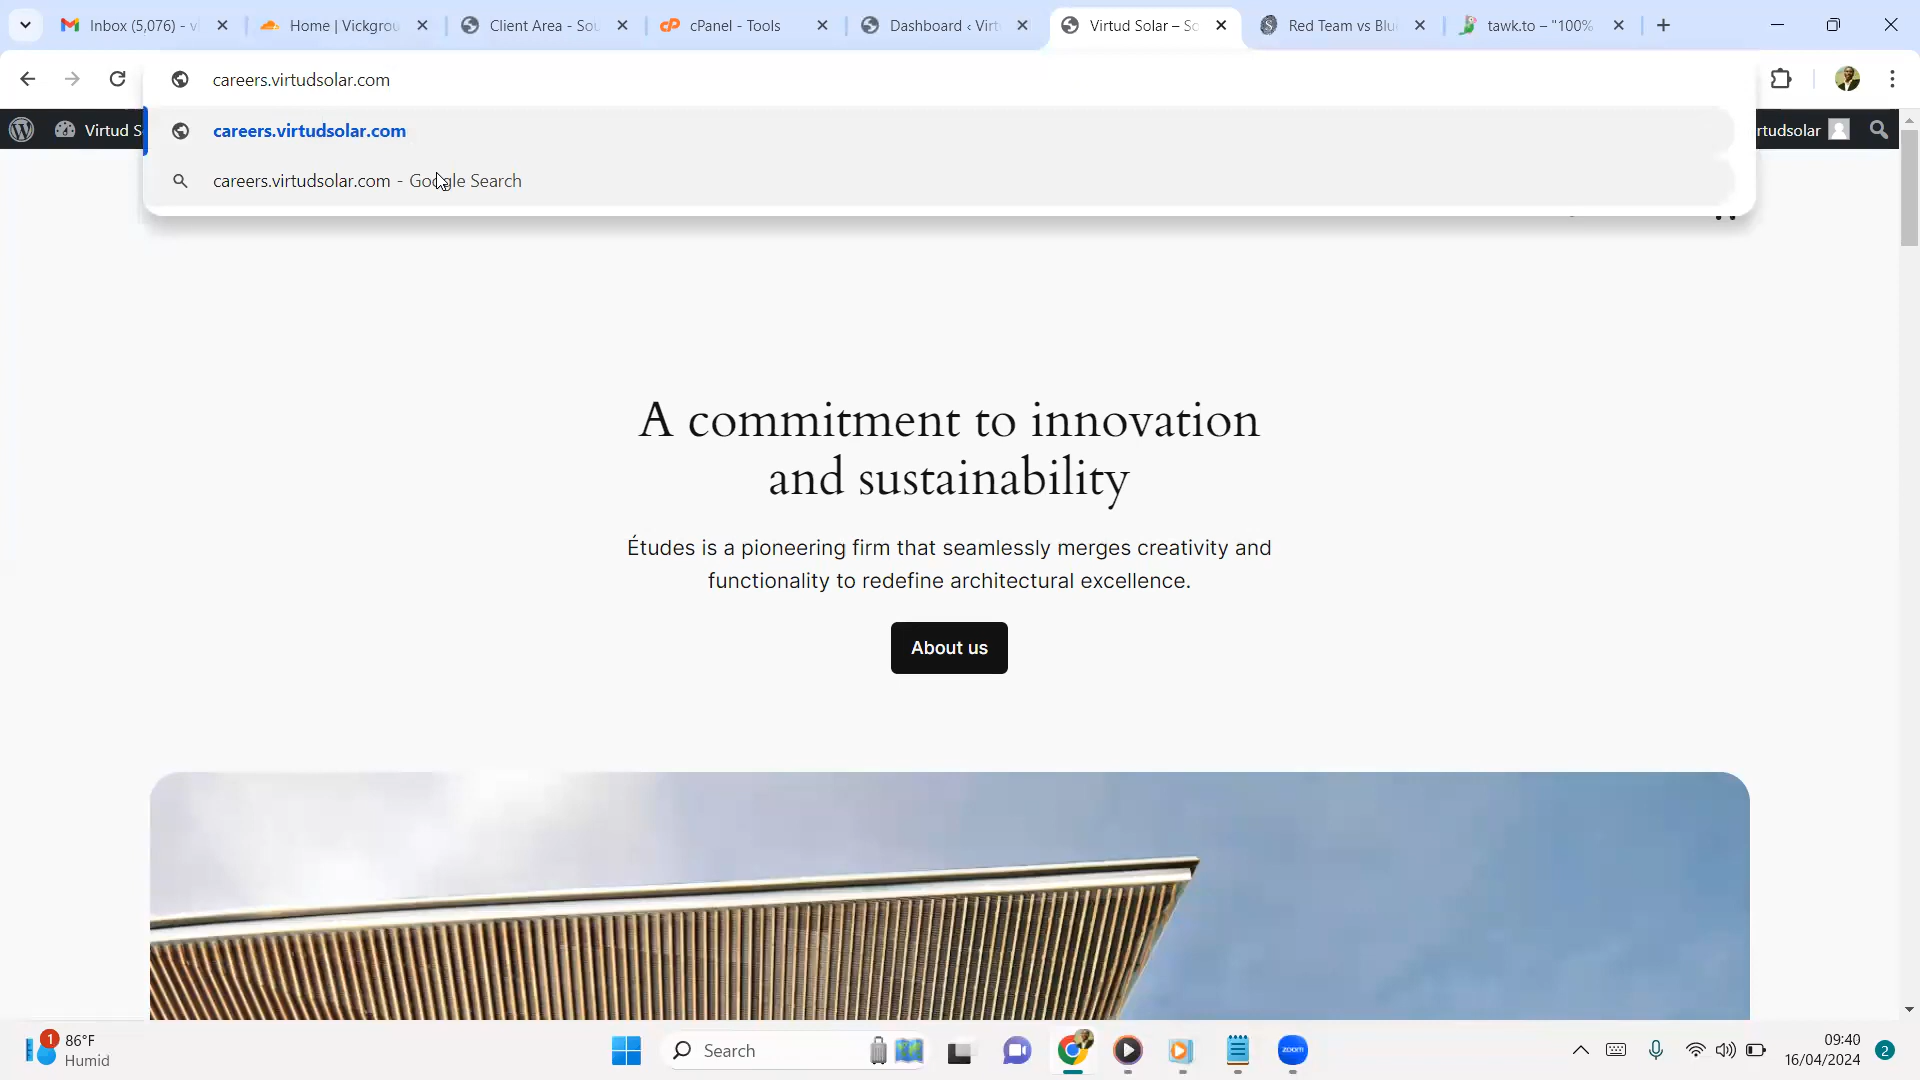 Inbox (5,076) - v
Home | Vickgrou
Client Area - Sou
cPanel - Tools
Dashboard ‹ Virt
Virtud Solar – So
Red Team vs Blu
tawk.to – "100%
careers.virtudsolar.com
Virtud S
careers.virtudsolar.com
rtudsolar
careers.virtudsolar.com - Google Search
A commitment to innovation
and sustainability
Études is a pioneering firm that seamlessly merges creativity and
functionality to redefine architectural excellence.
About us
1
86°F
Humid
Search
zoom
09:40
16/04/2024
2